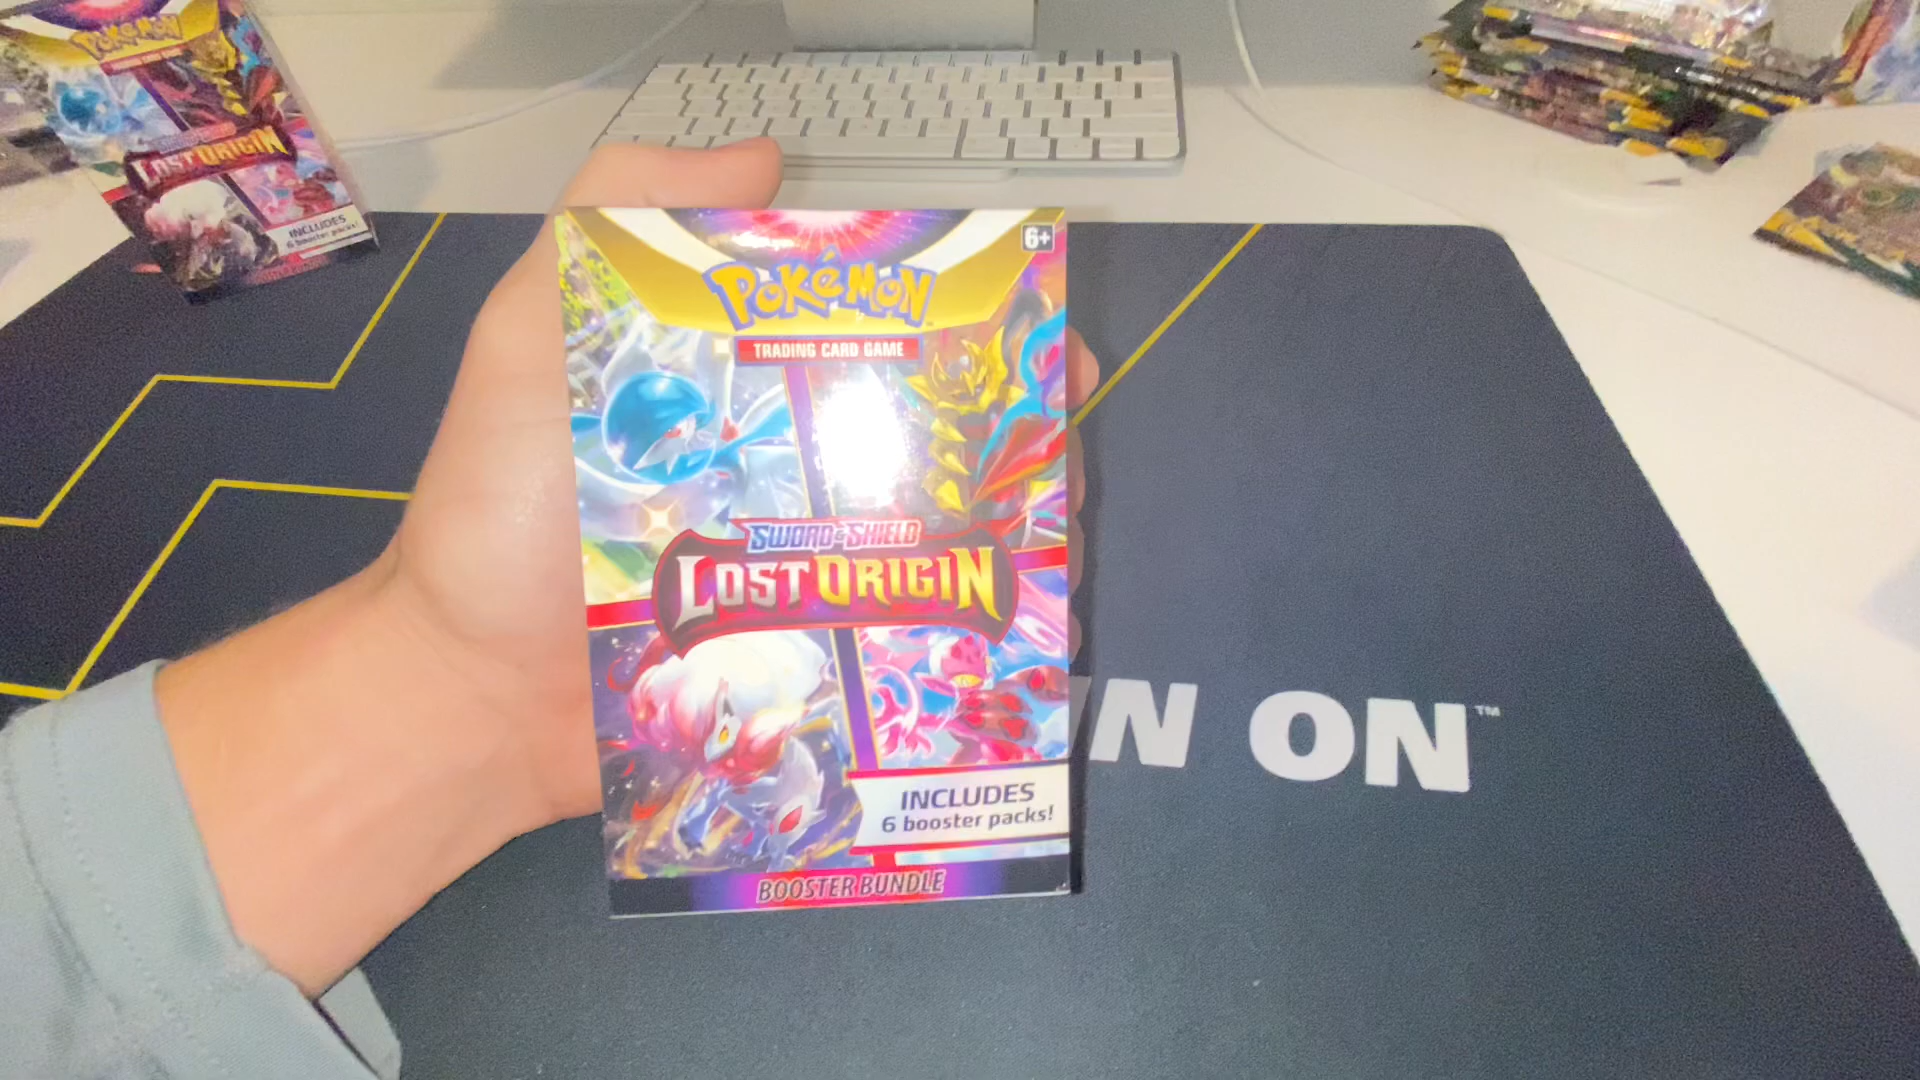 POKéMON
LOST ORIGIN
INCLUDES
6 booster packs!
6+
POKéMON
TRADING CARD GAME
SWORD & SHIELD
LOST ORIGIN
INCLUDES
6 booster packs!
BOOSTER BUNDLE
N ON™